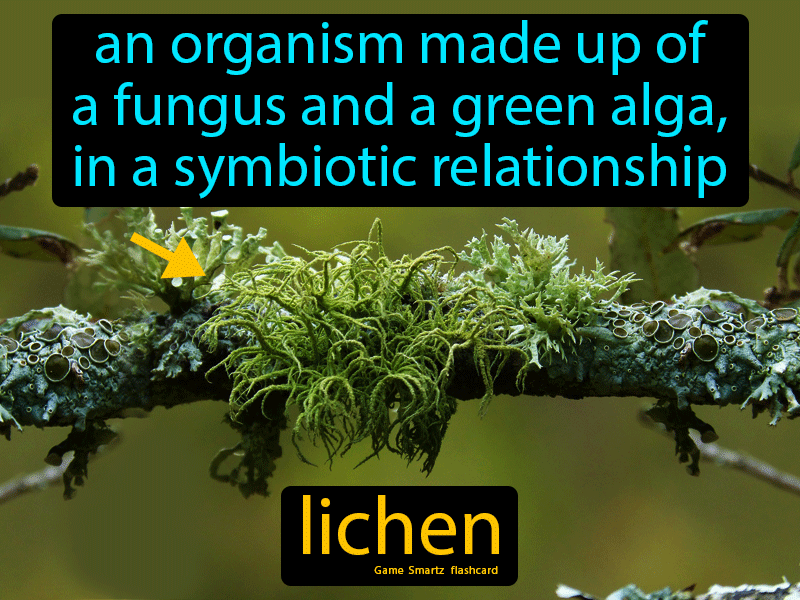 an organism made up of
a fungus and a green alga,
in a symbiotic relationship
lichen
Game Smartz flashcard